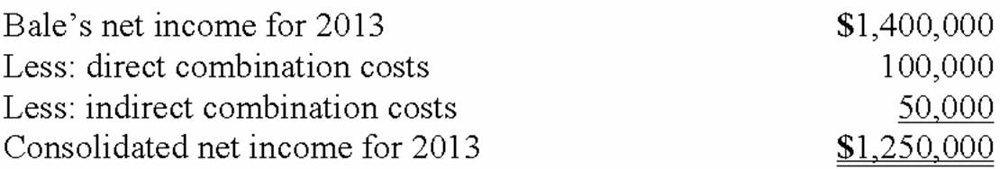 Bale's net income for 2013 $1,400,000
Less: direct combination costs 100,000
Less: indirect combination costs 50,000
Consolidated net income for 2013 $1,250,000